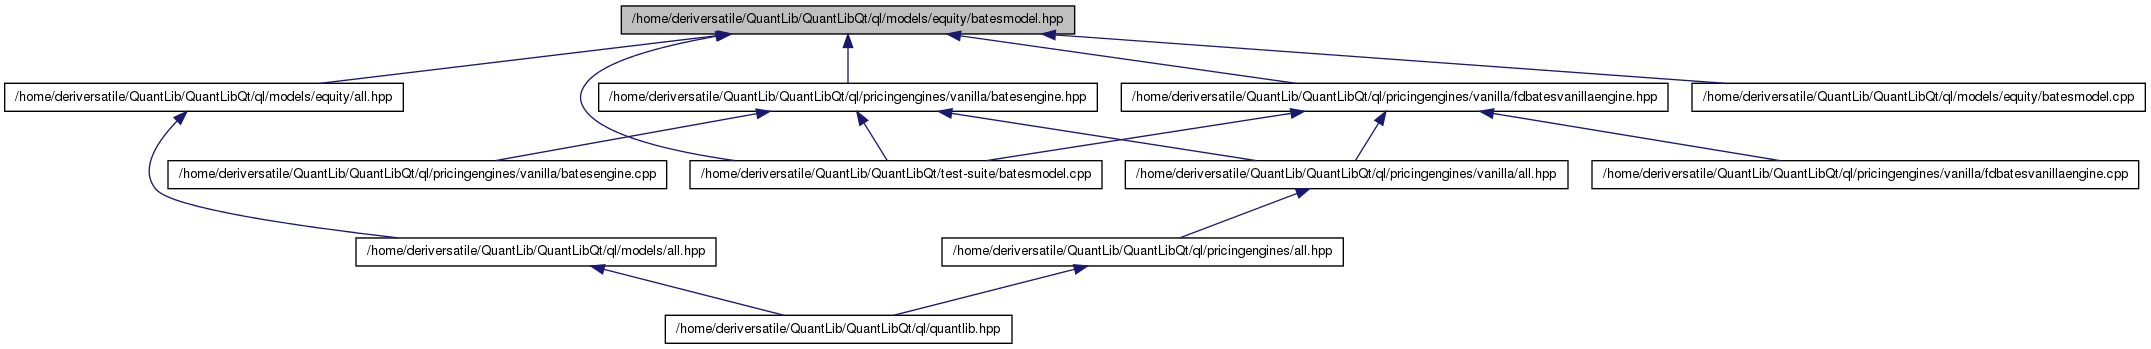 /home/deriversatile/QuantLib/QuantLibQt/ql/models/equity/batesmodel.hpp
/home/deriversatile/QuantLib/QuantLibQt/ql/models/equity/all.hpp
/home/deriversatile/QuantLib/QuantLibQt/ql/pricingengines/vanilla/batesengine.hpp
/home/deriversatile/QuantLib/QuantLibQt/ql/pricingengines/vanilla/fdbatesvanillaengine.hpp
/home/deriversatile/QuantLib/QuantLibQt/ql/models/equity/batesmodel.cpp
/home/deriversatile/QuantLib/QuantLibQt/ql/pricingengines/vanilla/batesengine.cpp
/home/deriversatile/QuantLib/QuantLibQt/test-suite/batesmodel.cpp
/home/deriversatile/QuantLib/QuantLibQt/ql/pricingengines/vanilla/all.hpp
/home/deriversatile/QuantLib/QuantLibQt/ql/pricingengines/vanilla/fdbatesvanillaengine.cpp
/home/deriversatile/QuantLib/QuantLibQt/ql/models/all.hpp
/home/deriversatile/QuantLib/QuantLibQt/ql/pricingengines/all.hpp
/home/deriversatile/QuantLib/QuantLibQt/ql/quantlib.hpp